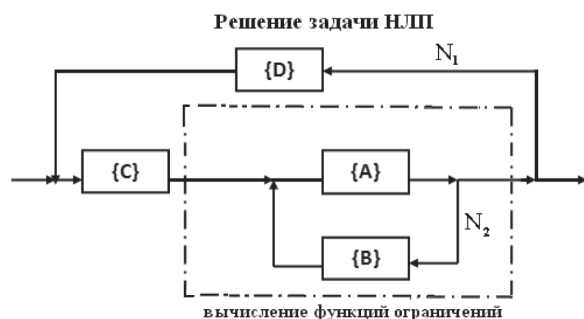 Решение задачи НЛП
{D}
N₁
{C}
{A}
N₂
{B}
вычисление функций ограничений